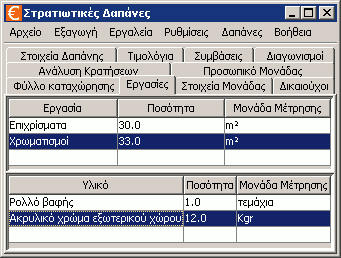 Στρατιωτικές Δαπάνες
Αρχείο Εξαγωγή Εργαλεία Ρυθμίσεις Δαπάνες Βοήθεια
Στοιχεία Δαπάνης Τιμολόγια Συμβάσεις Διαγωνισμοί
Ανάλυση Κρατήσεων Προσωπικό Μονάδας
Φύλλο καταχώρησης Εργασίες Στοιχεία Μονάδας Δικαιούχοι
Εργασία Ποσότητα Μονάδα Μέτρησης
Επιχρίσματα 30.0 m²
Χρωματισμοί 33.0 m²
Υλικό Ποσότητα Μονάδα Μέτρησης
Ρολλό βαφής 1.0 τεμάχια
Ακρυλικό χρώμα εξωτερικού χώρου 12.0 Kgr